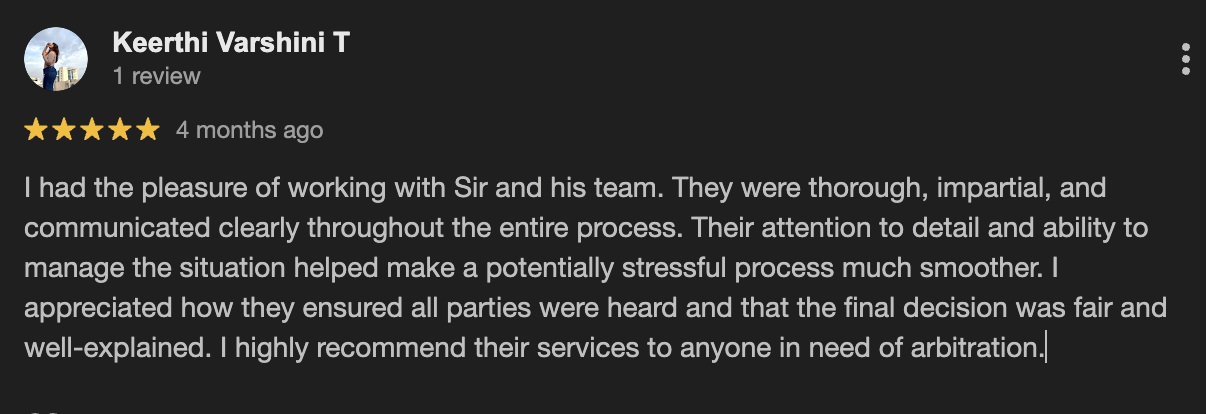 Keerthi Varshini T
1 review
4 months ago
I had the pleasure of working with Sir and his team. They were thorough, impartial, and
communicated clearly throughout the entire process. Their attention to detail and ability to
manage the situation helped make a potentially stressful process much smoother. I
appreciated how they ensured all parties were heard and that the final decision was fair and
well-explained. I highly recommend their services to anyone in need of arbitration.